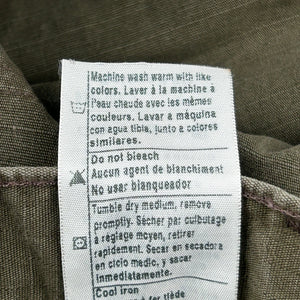 Machine wash warm with like
colors. Laver à la machine à
l'eau chaude avec les mêmes
couleurs. Lavar a máquina
con agua tibia, junto a colores
similares.
Do not bleach
Aucun agent de blanchiment
No usar blanqueador
Tumble dry medium, remove
promptly. Sécher par culbutage
à réglage moyen, retirer
rapidement. Secar en secadora
en ciclo medio, y sacar
inmediatamente.
Cool iron
à fer tiède